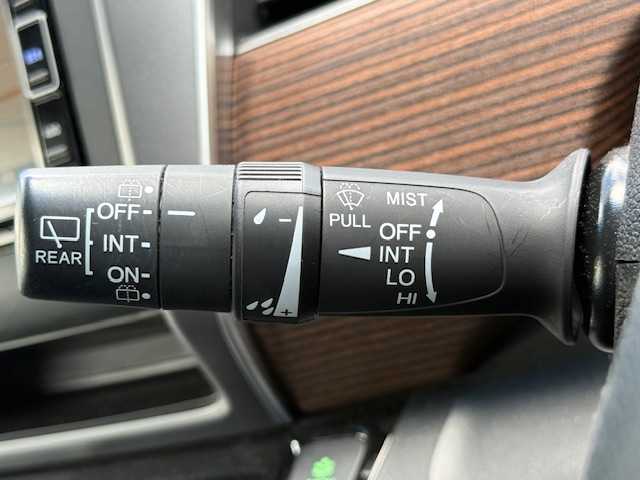 REAR
OFF
INT
ON
PULL
MIST
OFF
INT
LO
HI